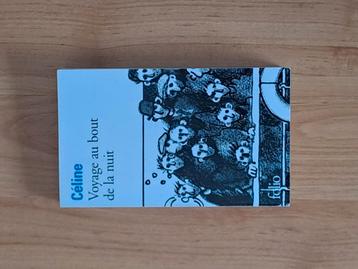 Céline
Voyage au bout
de la nuit
folio